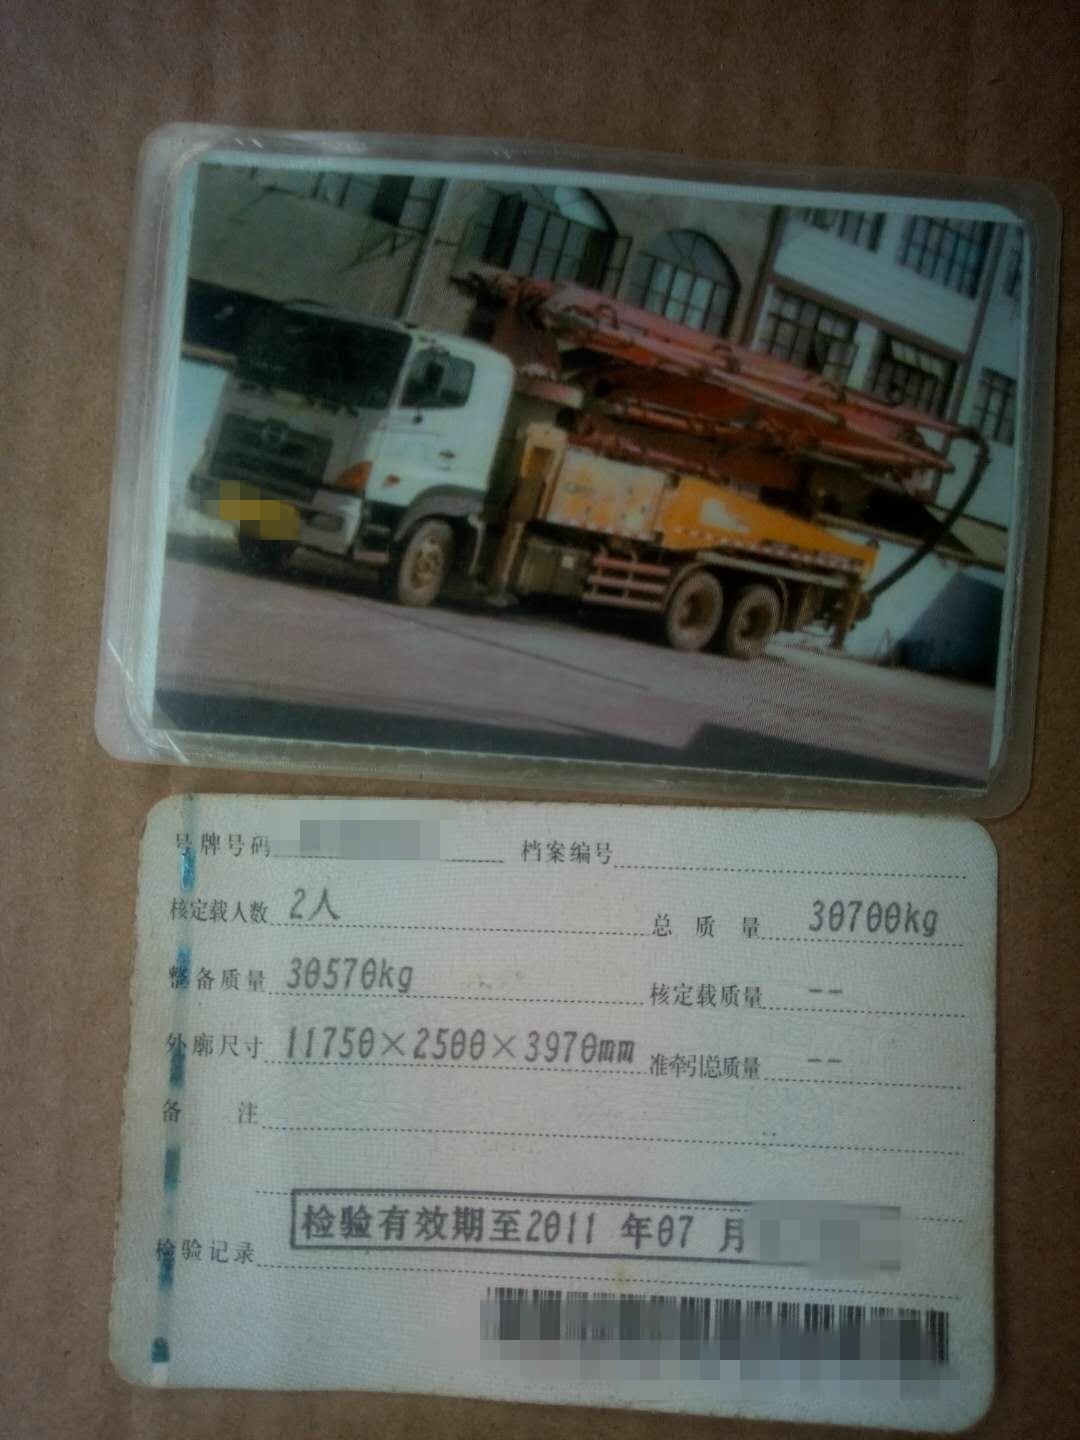 号牌号码 档案编号
核定载人数 2人 总质量 30700kg
整备质量 30570kg 核定载质量 --
外廓尺寸 11750×2500×3970mm 准牵引总质量 --
备注
检验有效期至2011 年07 月
检验记录